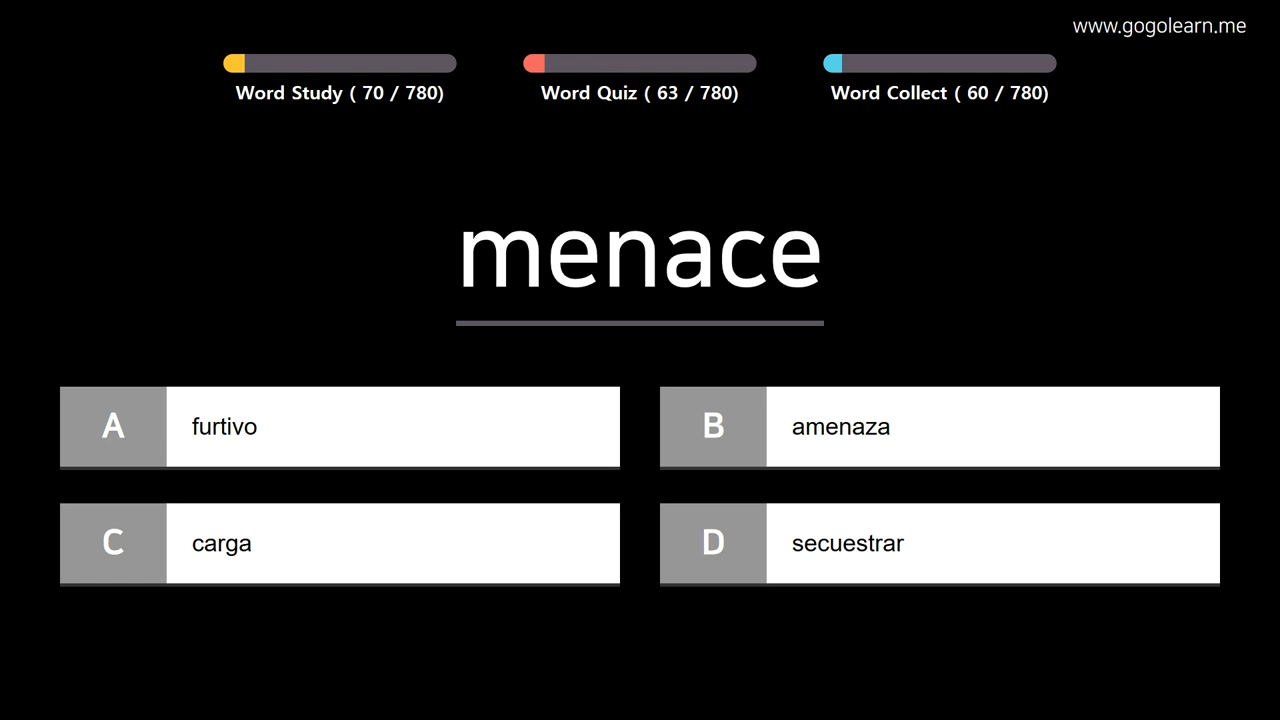 www.gogolearn.me
Word Study ( 70 / 780)
Word Quiz ( 63 / 780)
Word Collect ( 60 / 780)
menace
A furtivo
B amenaza
C carga
D secuestrar